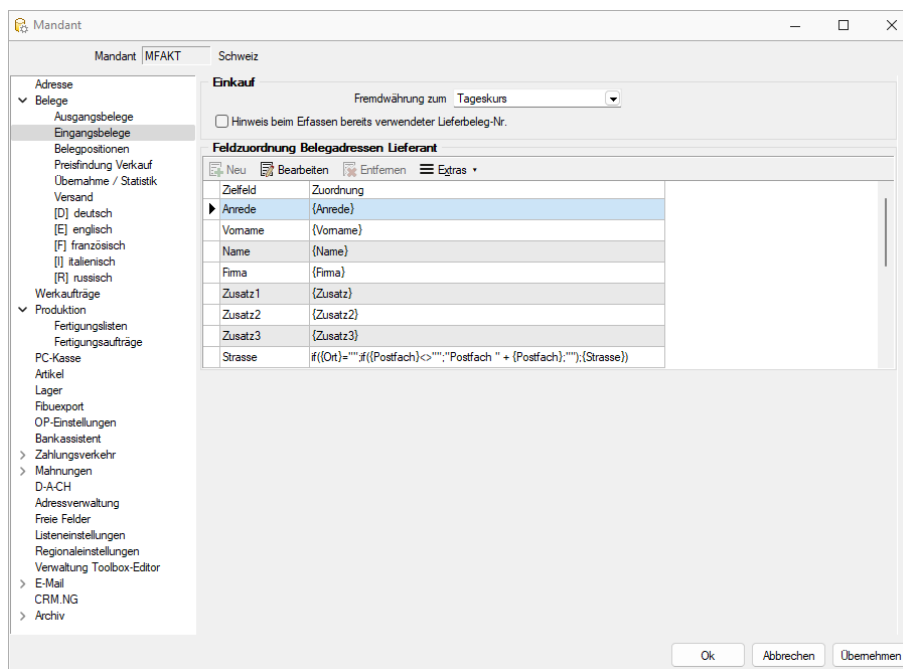 Mandant
Mandant MFAKT Schweiz
Adresse
Belege
Ausgangsbelege
Eingangsbelege
Belegpositionen
Preisfindung Verkauf
Übernahme / Statistik
Versand
[D] deutsch
[E] englisch
[F] französisch
[I] italienisch
[R] russisch
Werkaufträge
Produktion
Fertigungslisten
Fertigungsaufträge
PC-Kasse
Artikel
Lager
Fibuexport
OP-Einstellungen
Bankassistent
Zahlungsverkehr
Mahnungen
D-A-CH
Adressverwaltung
Freie Felder
Listeneinstellungen
Regionaleinstellungen
Verwaltung Toolbox-Editor
E-Mail
CRM.NG
Archiv
Einkauf
Fremdwährung zum Tageskurs
Hinweis beim Erfassen bereits verwendeter Lieferbeleg-Nr.
Feldzuordnung Belegadressen Lieferant
Neu Bearbeiten Entfernen Extras
Zielfeld Zuordnung
Anrede {Anrede}
Vorname {Vorname}
Name {Name}
Firma {Firma}
Zusatz1 {Zusatz}
Zusatz2 {Zusatz2}
Zusatz3 {Zusatz3}
Strasse if({Ort}="";if({Postfach}<>"";"Postfach " + {Postfach};"");{Strasse})
Ok Abbrechen Übernehmen